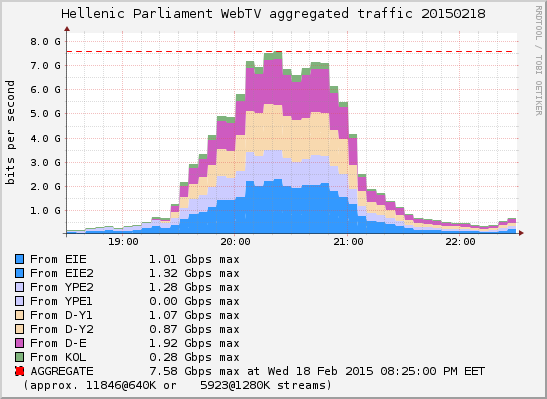 Hellenic Parliament WebTV aggregated traffic 20150218
RRDTOOL / TOBI OETIKER
bits per second
8.0 G
7.0 G
6.0 G
5.0 G
4.0 G
3.0 G
2.0 G
1.0 G
19:00 20:00 21:00 22:00
From EIE 1.01 Gbps max
From EIE2 1.32 Gbps max
From YPE2 1.28 Gbps max
From YPE1 0.00 Gbps max
From D-Y1 1.07 Gbps max
From D-Y2 0.87 Gbps max
From D-E 1.92 Gbps max
From KOL 0.28 Gbps max
AGGREGATE 7.58 Gbps max at Wed 18 Feb 2015 08:25:00 PM EET
(approx. 11846@640K or 5923@1280K streams)